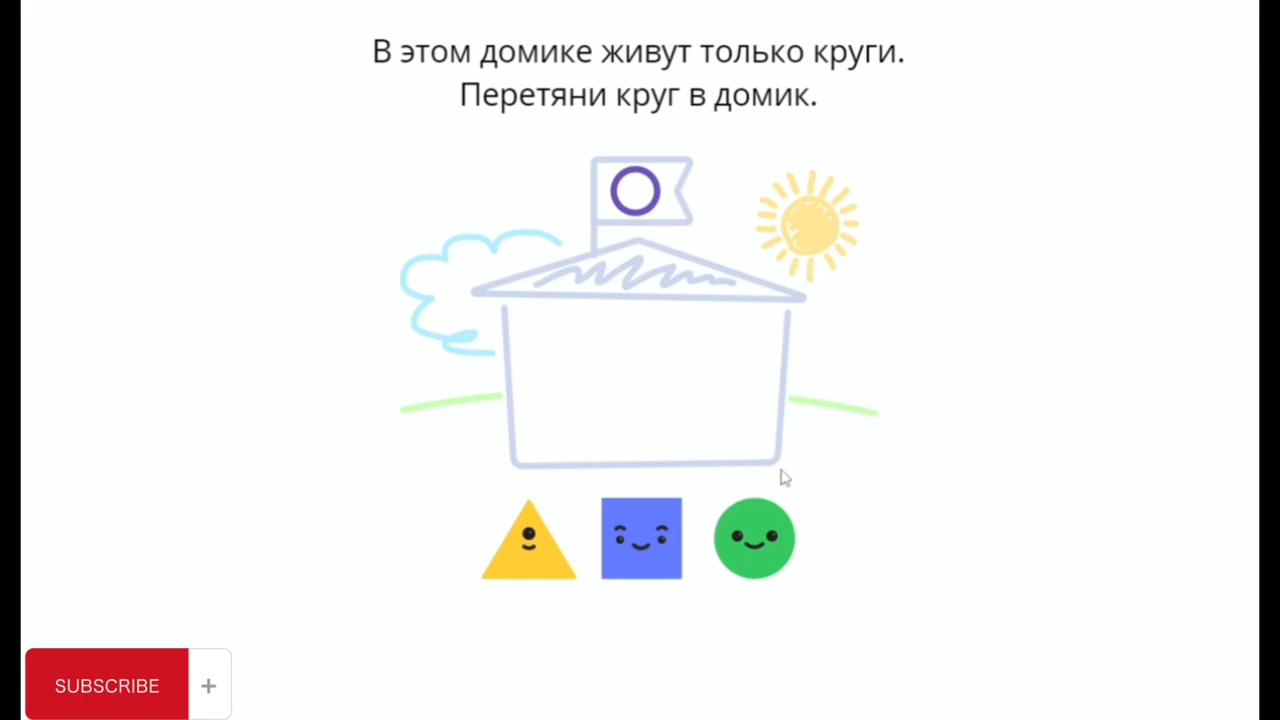 В этом домике живут только круги.
Перетяни круг в домик.
SUBSCRIBE +